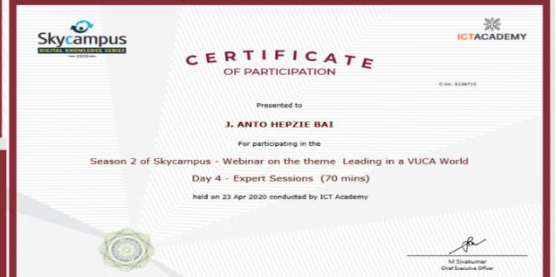 Skycampus
DIGITAL KNOWLEDGE SERIES
ICTACADEMY
CERTIFICATE
OF PARTICIPATION
Presented to
J. ANTO HEPZIE BAI
For participating in the
Season 2 of Skycampus - Webinar on the theme Leading in a VUCA World
Day 4 - Expert Sessions (70 mins)
held on 23 Apr 2020 conducted by ICT Academy
M Sivakumar
Chief Executive Officer